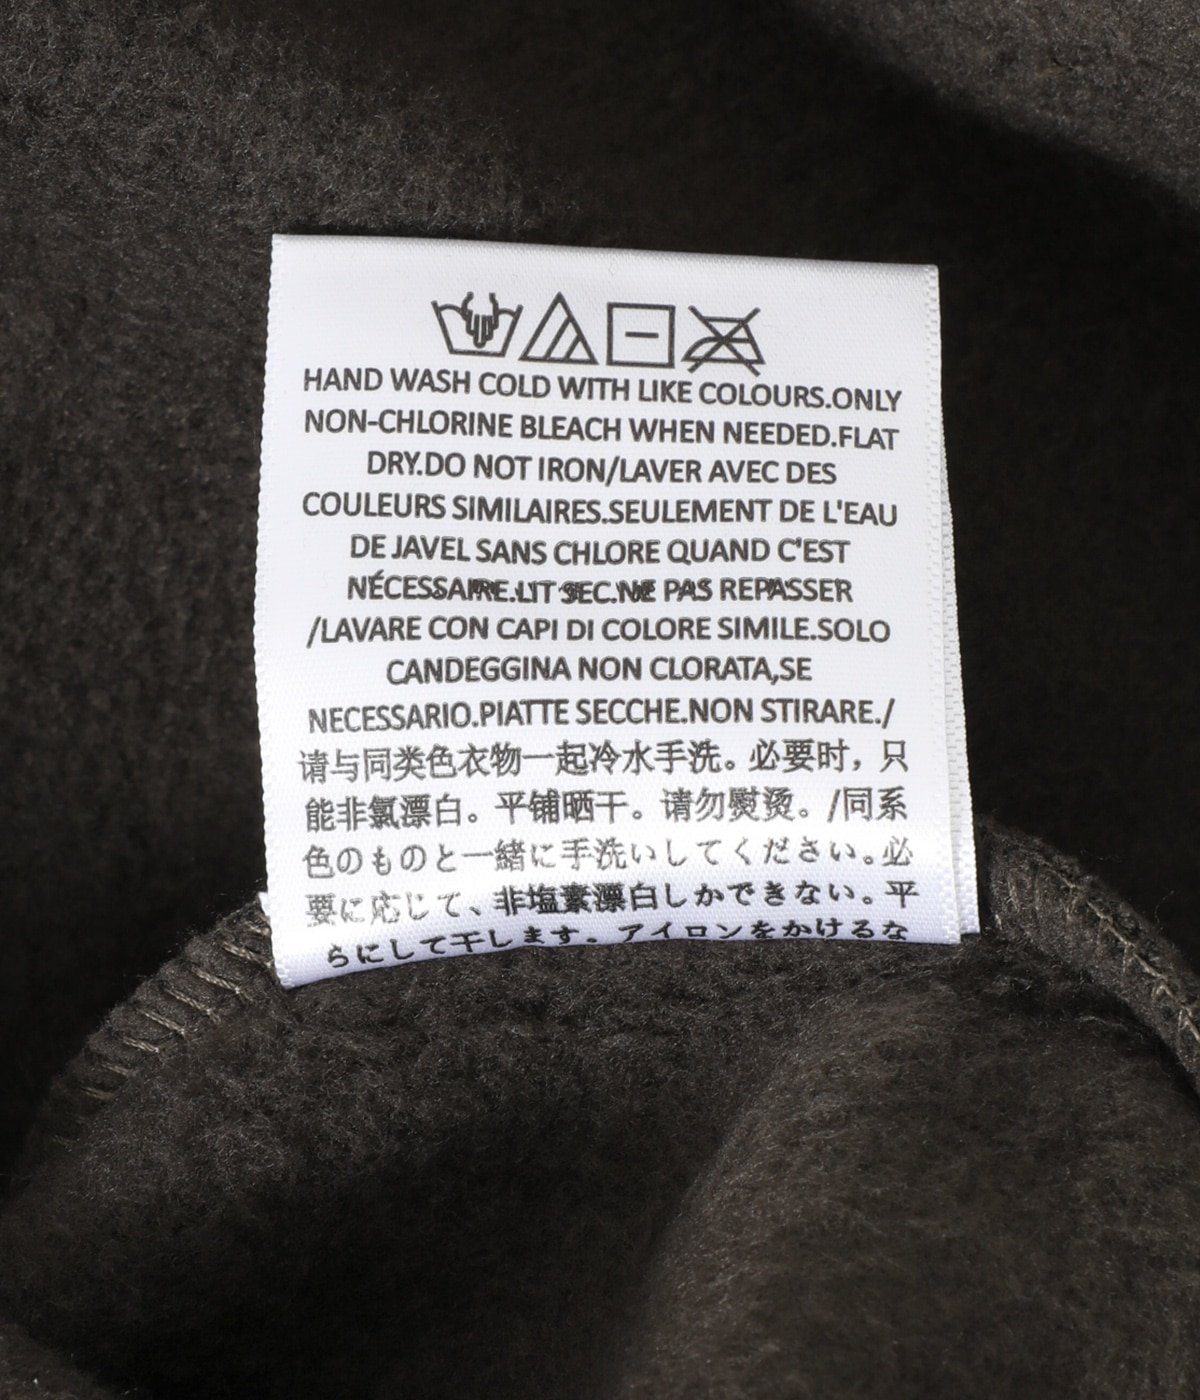 HAND WASH COLD WITH LIKE COLOURS.ONLY
NON-CHLORINE BLEACH WHEN NEEDED.FLAT
DRY.DO NOT IRON/LAVER AVEC DES
COULEURS SIMILAIRES.SEULEMENT DE L'EAU
DE JAVEL SANS CHLORE QUAND C'EST
NÉCESSAIRE.LIT SEC.NE PAS REPASSER
/LAVARE CON CAPI DI COLORE SIMILE.SOLO
CANDEGGINA NON CLORATA,SE
NECESSARIO.PIATTE SECCHE.NON STIRARE./
请与同类色衣物一起冷水手洗。必要时，只
能非氯漂白。平铺晒干。请勿熨烫。/同系
色のものと一緒に手洗いしてください。必
要に応じて、非塩素漂白しかできない。平
らにして干します。アイロンをかけるな